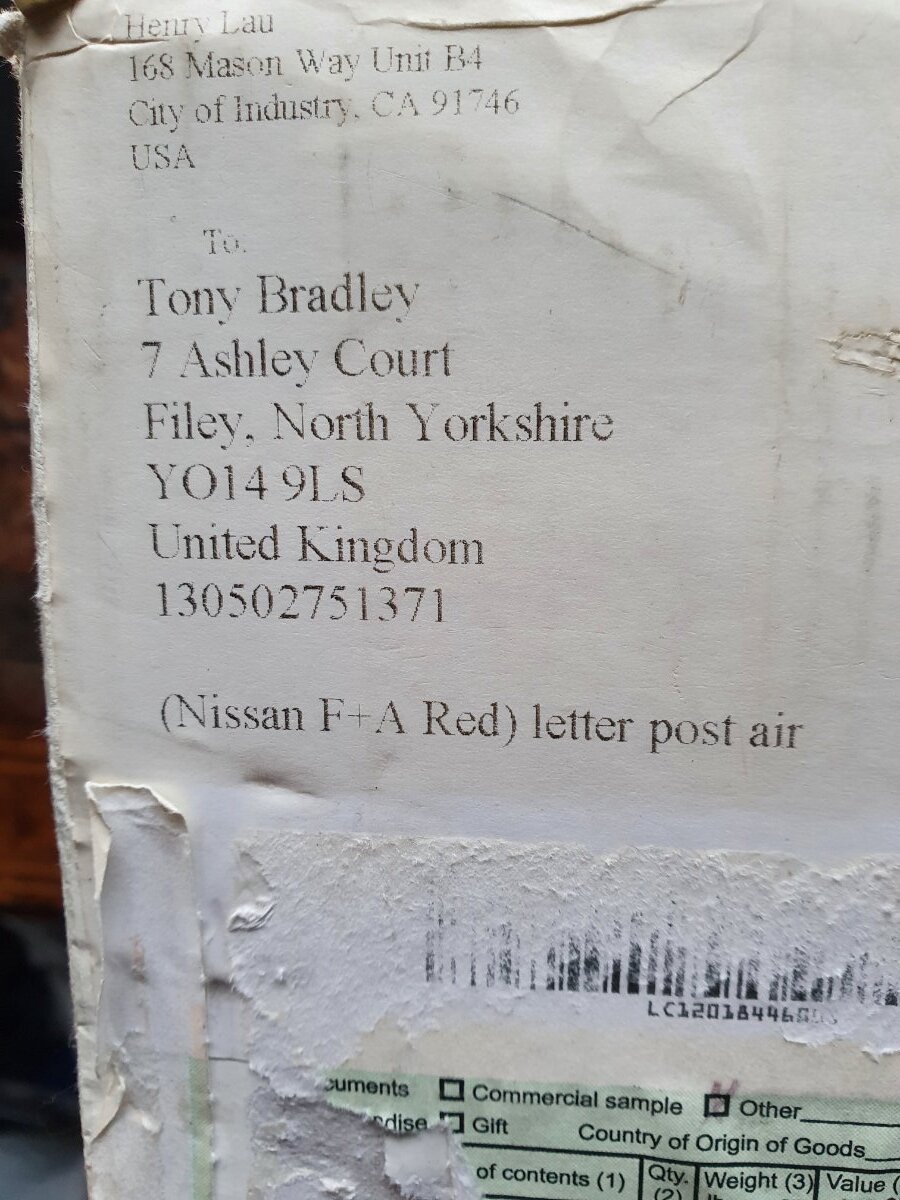 Henry Lau
168 Mason Way Unit B4
City of Industry, CA 91746
USA
To:
Tony Bradley
7 Ashley Court
Filey, North Yorkshire
YO14 9LS
United Kingdom
130502751371
(Nissan F+A Red) letter post air
Commercial sample
Other
Gift
Country of Origin of Goods
of contents (1)
Qty. (2)
Weight (3)
Value